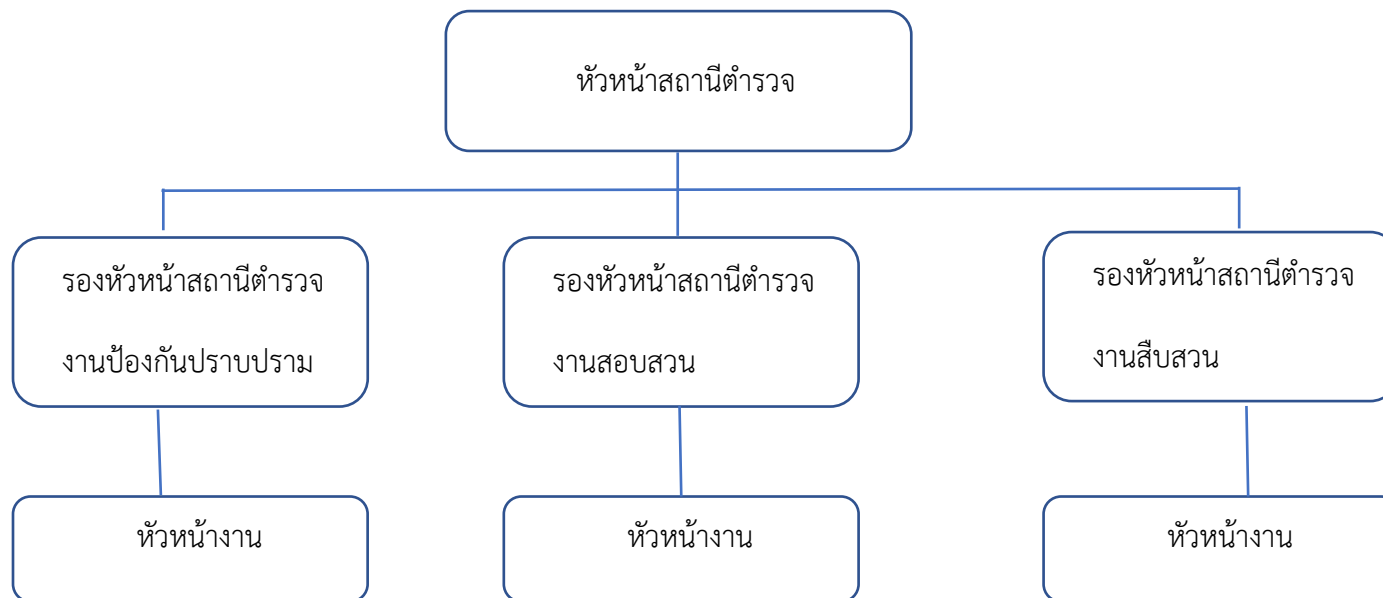 หัวหน้าสถานีตำรวจ
รองหัวหน้าสถานีตำรวจ
งานป้องกันปราบปราม
รองหัวหน้าสถานีตำรวจ
งานสอบสวน
รองหัวหน้าสถานีตำรวจ
งานสืบสวน
หัวหน้างาน
หัวหน้างาน
หัวหน้างาน